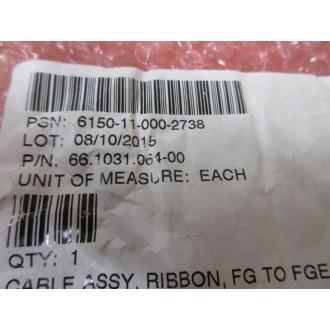 PSN: 6150-11-000-2738
LOT: 08/10/2015
P/N: 66.1031.064-00
UNIT OF MEASURE: EACH
QTY: 1
CABLE ASSY, RIBBON, FG TO FGE